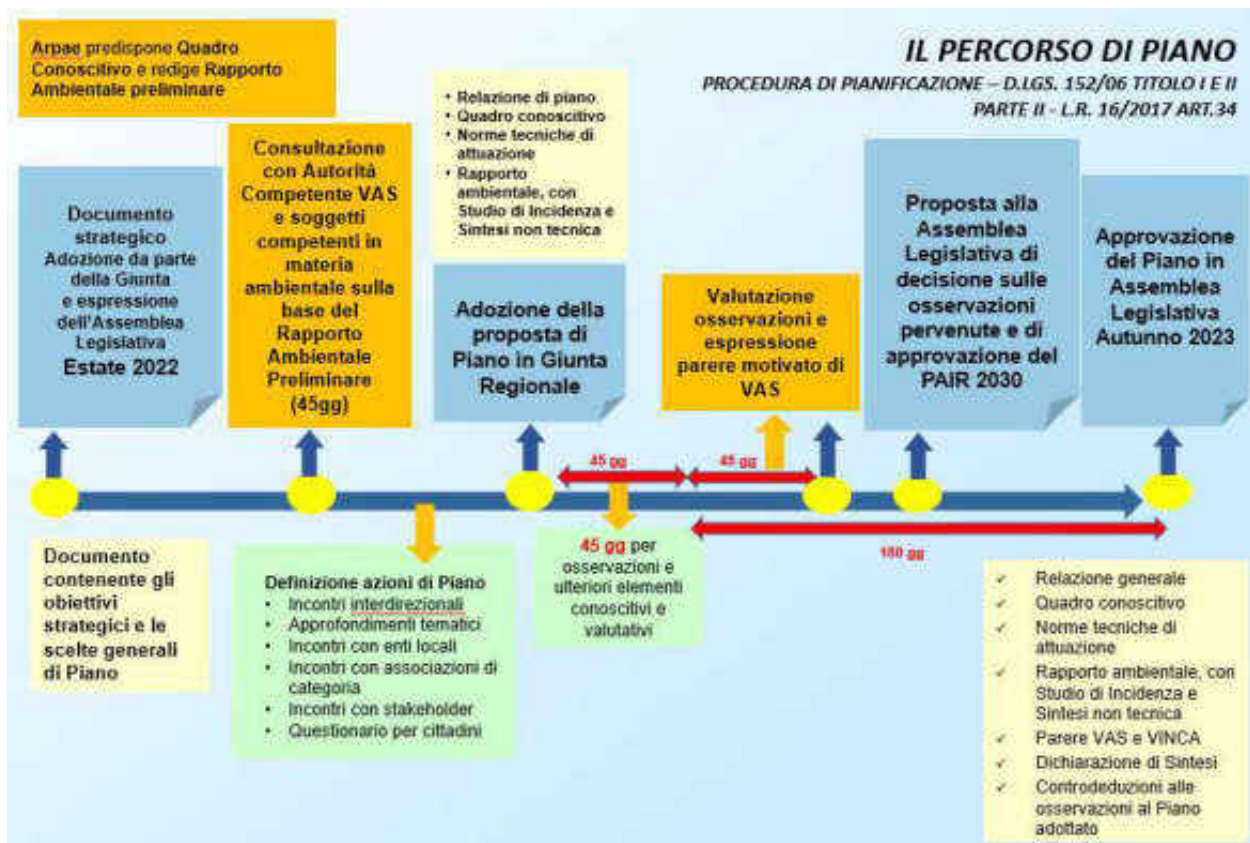 Arpae predispone Quadro
Conoscitivo e redige Rapporto
Ambientale preliminare
IL PERCORSO DI PIANO
PROCEDURA DI PIANIFICAZIONE – D.LGS. 152/06 TITOLO I E II
PARTE II - L.R. 16/2017 ART.34
Documento
strategico
Adozione da parte
della Giunta
e espressione
dell'Assemblea
Legislativa
Estate 2022
Consultazione
con Autorità
Competente VAS
e soggetti
competenti in
materia
ambientale sulla
base del
Rapporto
Ambientale
Preliminare
(45gg)
• Relazione di piano
• Quadro conoscitivo
• Norme tecniche di
attuazione
• Rapporto
ambientale, con
Studio di Incidenza e
Sintesi non tecnica
Adozione della
proposta di
Piano in Giunta
Regionale
Valutazione
osservazioni e
espressione
parere motivato di
VAS
Proposta alla
Assemblea
Legislativa di
decisione sulle
osservazioni
pervenute e di
approvazione del
PAIR 2030
Approvazione
del Piano in
Assemblea
Legislativa
Autunno 2023
45 gg
45 gg
180 gg
Documento
contenente gli
obiettivi
strategici e le
scelte generali
di Piano
Definizione azioni di Piano
• Incontri interdirezionali
• Approfondimenti tematici
• Incontri con enti locali
• Incontri con associazioni di
categoria
• Incontri con stakeholder
• Questionario per cittadini
45 gg per
osservazioni e
ulteriori elementi
conoscitivi e
valutativi
✓ Relazione generale
✓ Quadro conoscitivo
✓ Norme tecniche di
attuazione
✓ Rapporto ambientale, con
Studio di Incidenza e
Sintesi non tecnica
✓ Parere VAS e VINCA
✓ Dichiarazione di Sintesi
✓ Controdeduzioni alle
osservazioni al Piano
adottato